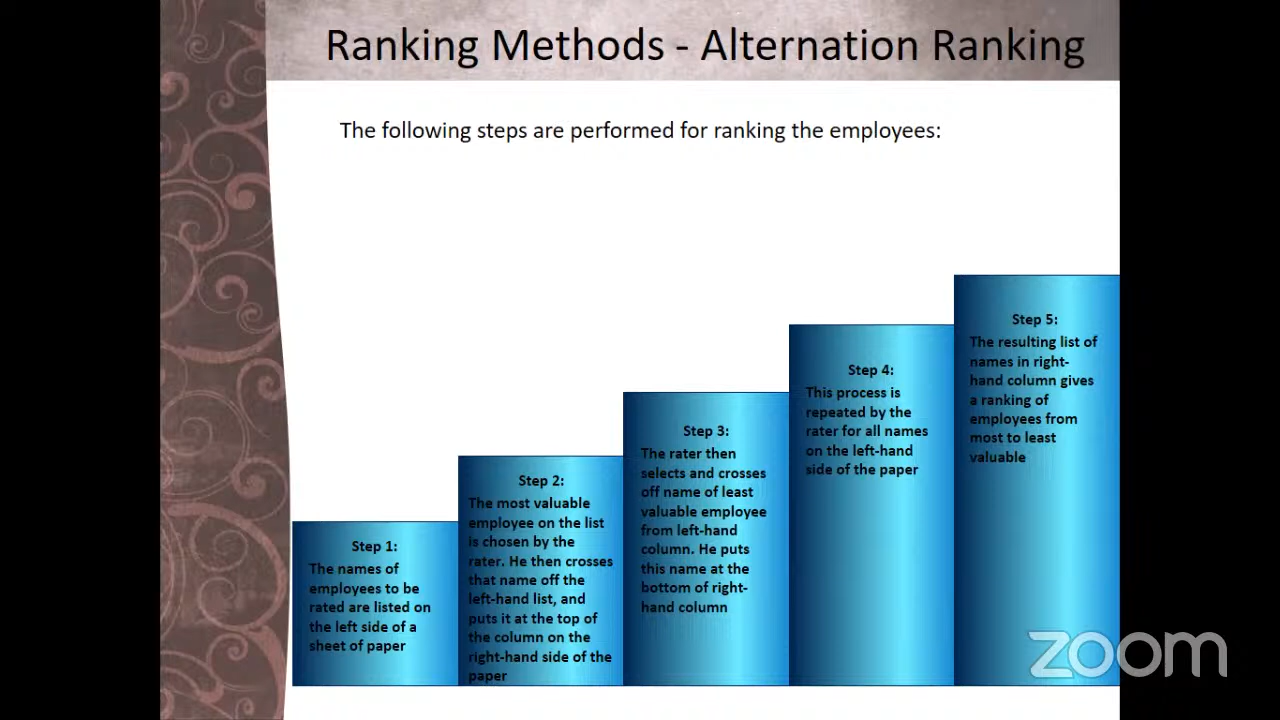 Ranking Methods - Alternation Ranking
The following steps are performed for ranking the employees:
Step 1:
The names of
employees to be
rated are listed on
the left side of a
sheet of paper
Step 2:
The most valuable
employee on the list
is chosen by the
rater. He then crosses
that name off the
left-hand list, and
puts it at the top of
the column on the
right-hand side of the
paper
Step 3:
The rater then
selects and crosses
off name of least
valuable employee
from left-hand
column. He puts
this name at the
bottom of right-
hand column
Step 4:
This process is
repeated by the
rater for all names
on the left-hand
side of the paper
Step 5:
The resulting list of
names in right-
hand column gives
a ranking of
employees from
most to least
valuable
zoom